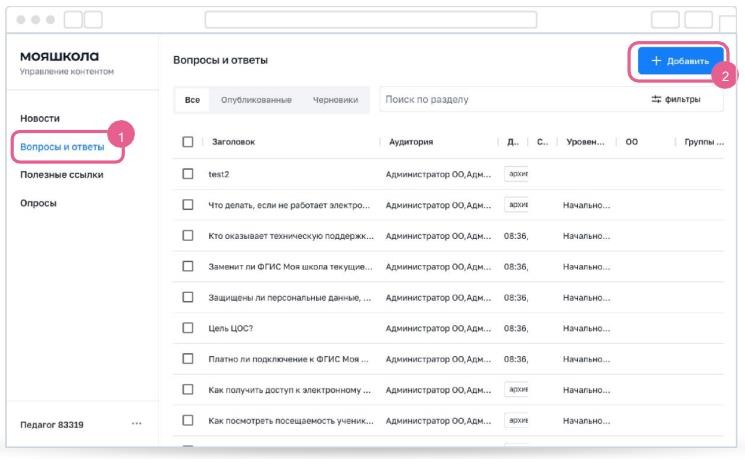 мояшкола
Управление контентом
Новости
1
Вопросы и ответы
Полезные ссылки
Опросы
Педагог 83319 ...
Вопросы и ответы
+ Добавить
2
Все Опубликованные Черновики Поиск по разделу фильтры
Заголовок Аудитория Д.. С.. Уровен... ОО Группы ...
test2 Администратор ОО,Адм... архив
Что делать, если не работает электро... Администратор ОО,Адм... архив Начально...
Кто оказывает техническую поддержк... Администратор ОО,Адм... 08:36, Начально...
Заменит ли ФГИС Моя школа текущие... Администратор ОО,Адм... 08:36, Начально...
Защищены ли персональные данные, ... Администратор ОО,Адм... 08:36, Начально...
Цель ЦОС? Администратор ОО,Адм... 08:36, Начально...
Платно ли подключение к ФГИС Моя ... Администратор ОО,Адм... 08:36, Начально...
Как получить доступ к электронному ... Администратор ОО,Адм... архив Начально...
Как посмотреть посещаемость ученик... Администратор ОО,Адм... архив Начально...